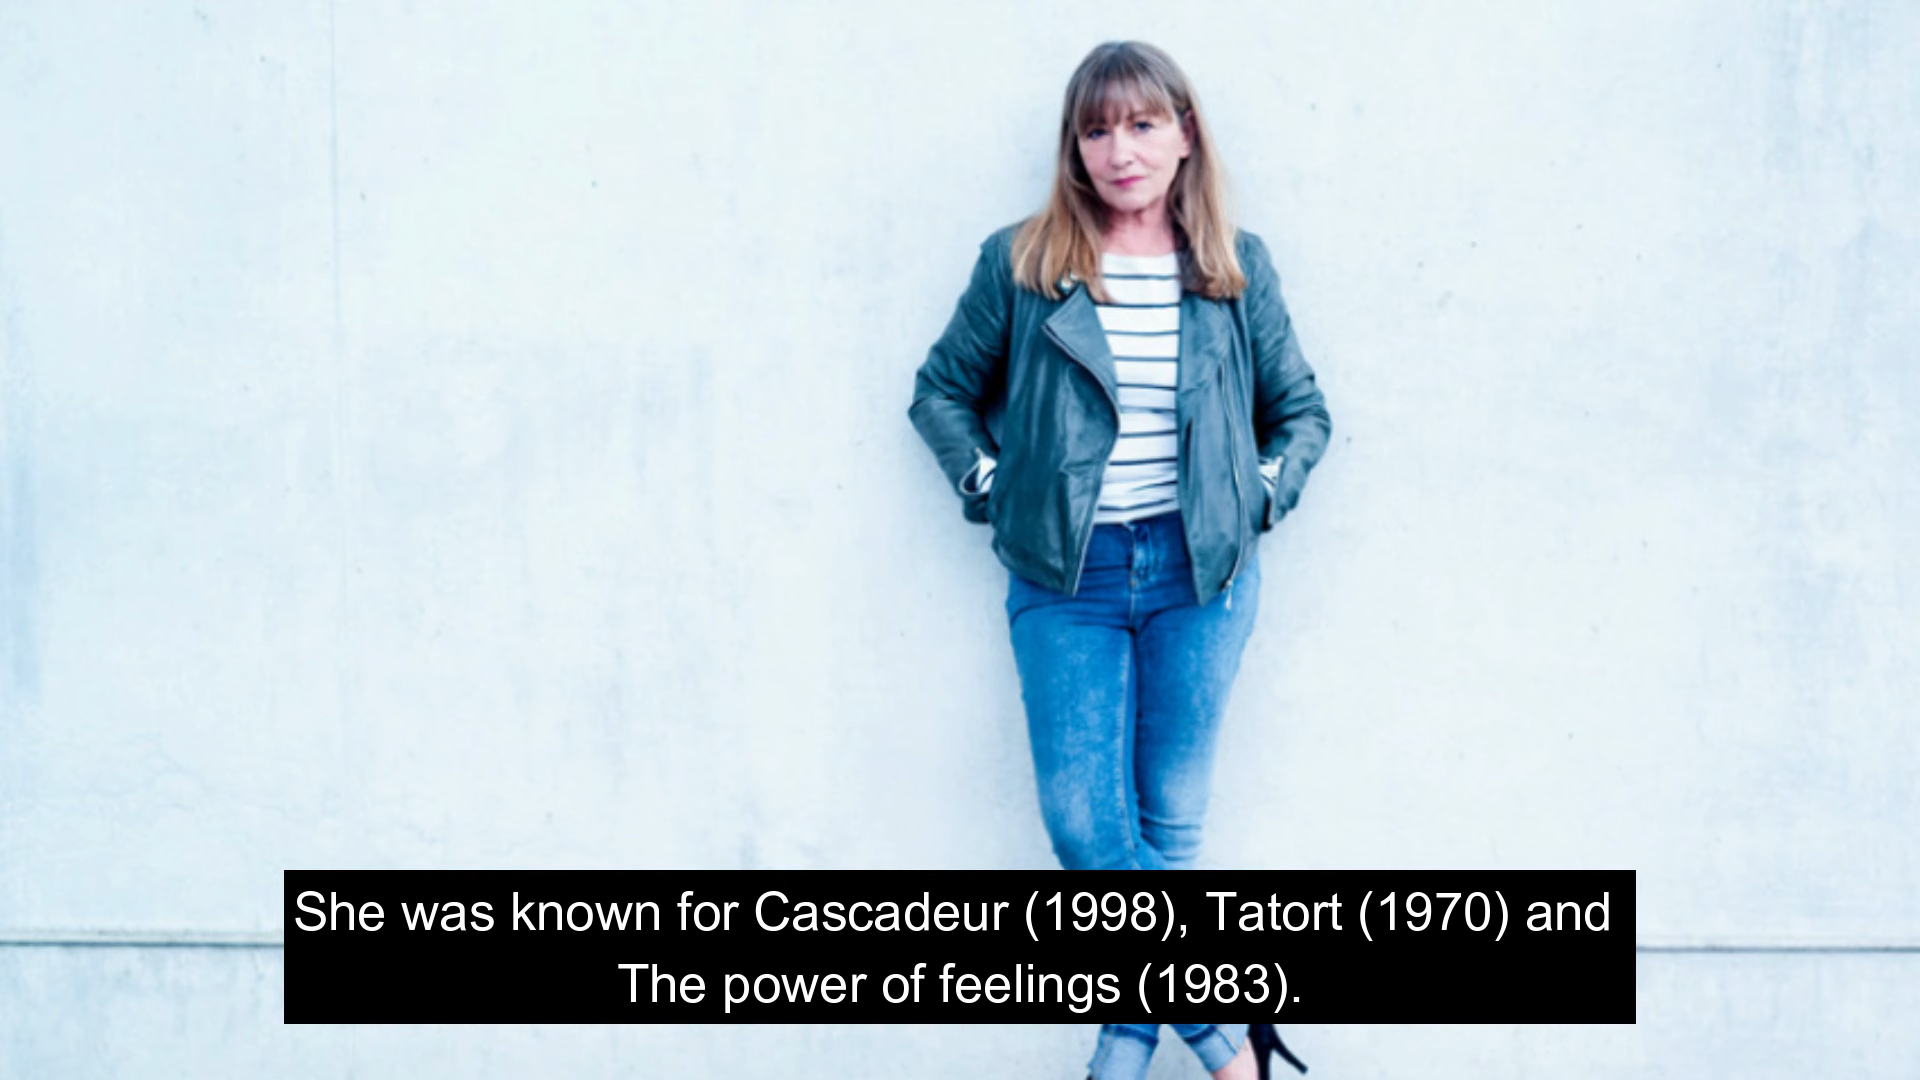 She was known for Cascadeur (1998), Tatort (1970) and
The power of feelings (1983).